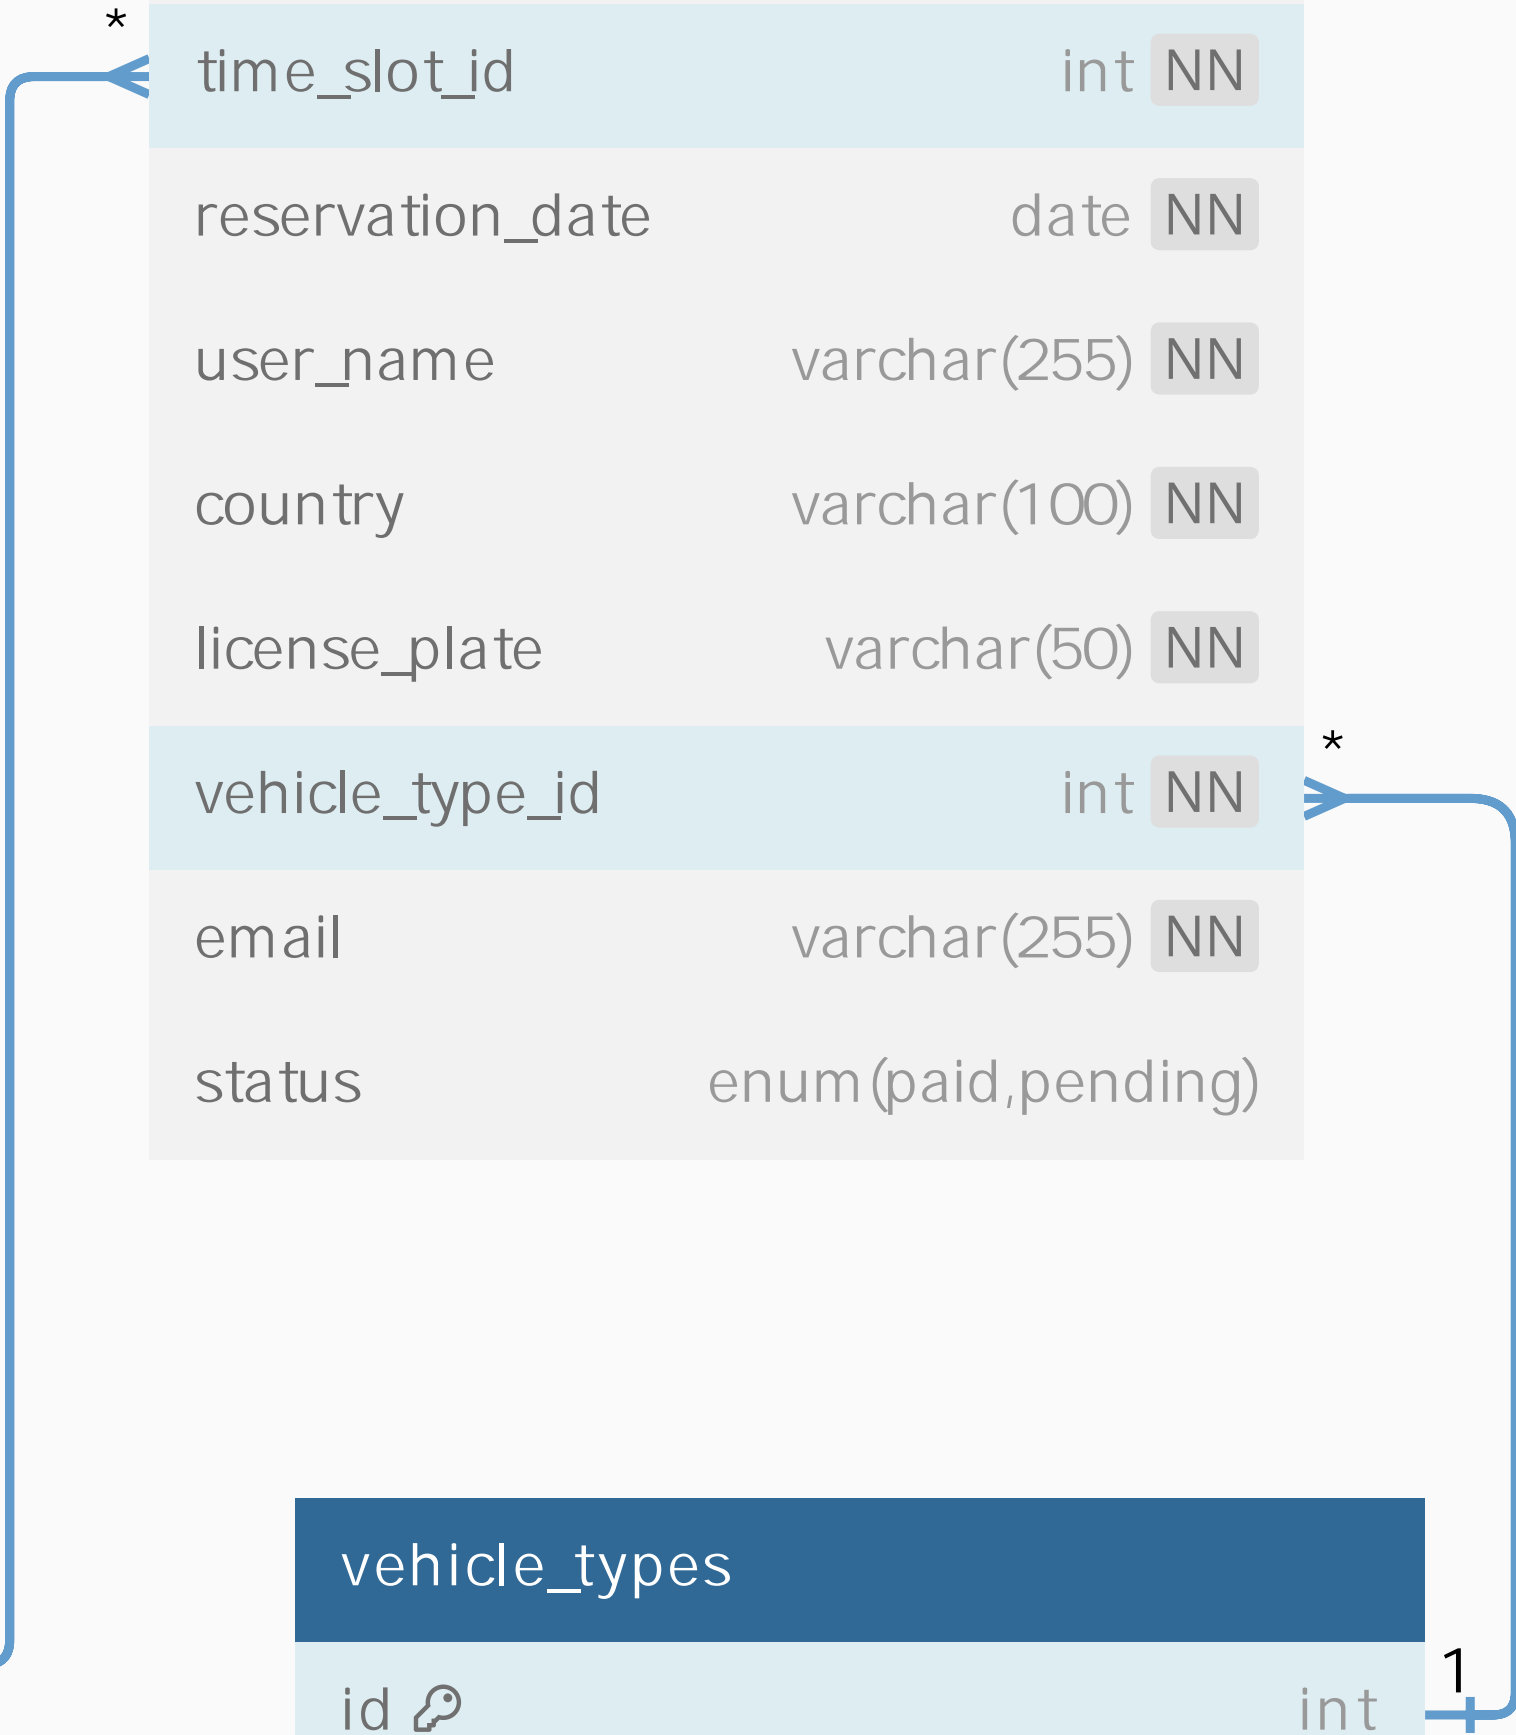 *
time_slot_id int NN
reservation_date date NN
user_name varchar(255) NN
country varchar(100) NN
license_plate varchar(50) NN
*
vehicle_type_id int NN
email varchar(255) NN
status enum(paid,pending)
vehicle_types
1
id int